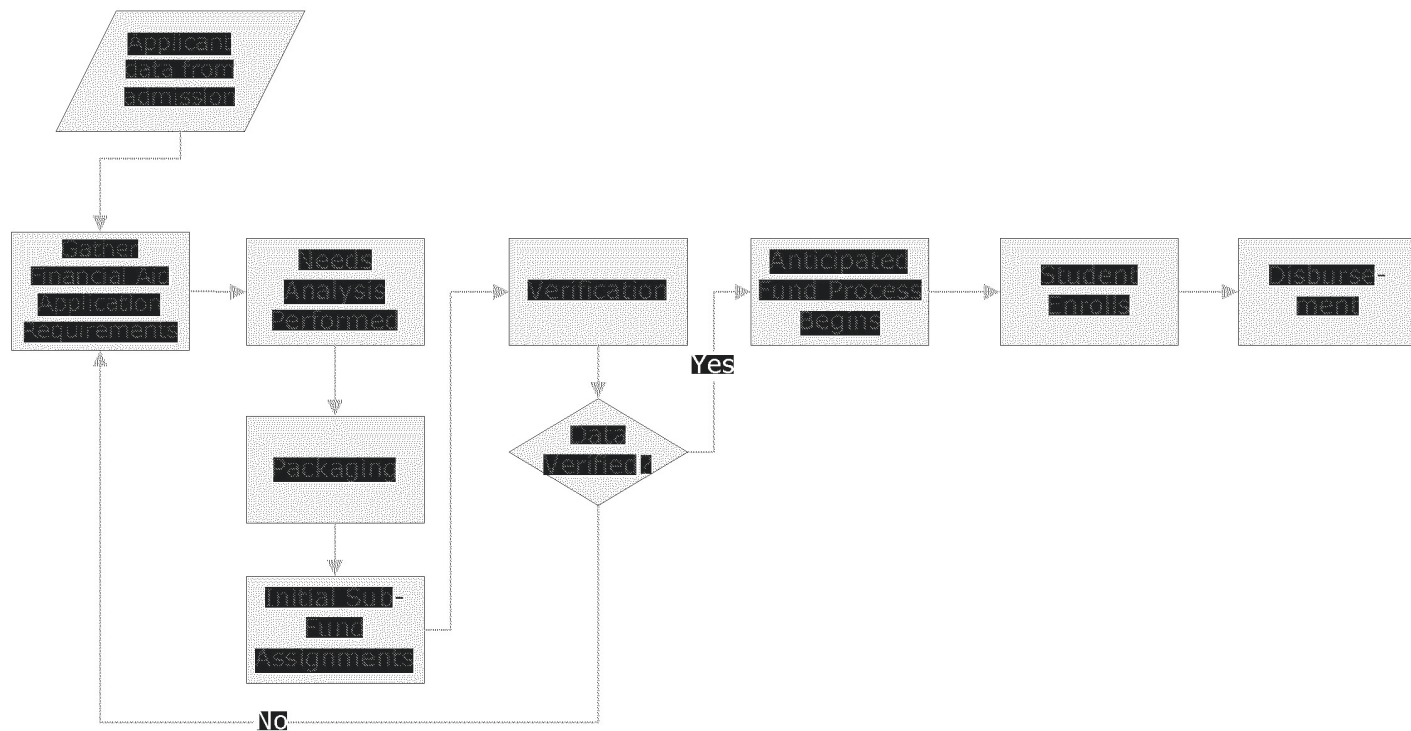 Applicant
data from
admission
Gather
Financial Aid
Application
Requirements
Needs
Analysis
Performed
Verification
Anticipated
Fund Process
Begins
Student
Enrolls
Disburse-
ment
Yes
Data
Verified?
Packaging
Initial Sub-
Fund
Assignments
No